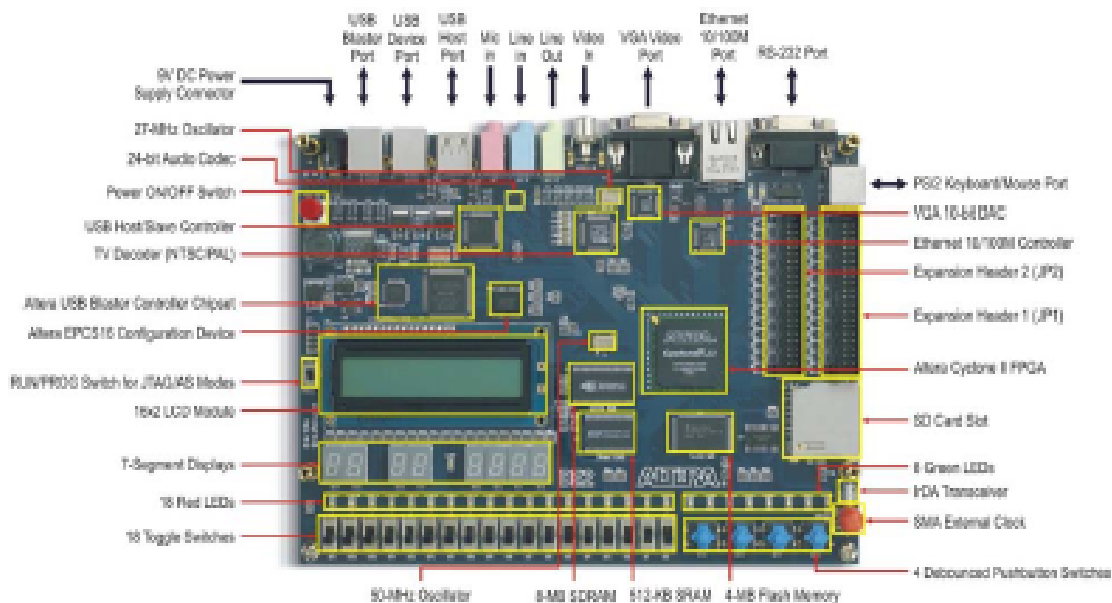 USB
Blaster
Port
USB
Device
Port
USB
Host
Port
Mic
in
Line
in
Line
Out
Video
In
VGA Video
Port
Ethernet
10/100M
Port
RS-232 Port
9V DC Power
Supply Connector
27-MHz Oscillator
24-bit Audio Codec
Power ON/OFF Switch
USB Host/Slave Controller
TV Decoder (NTSC/PAL)
Altera USB Blaster Controller Chipset
Altera EPCS16 Configuration Device
RUN/PROG Switch for JTAG/AS Modes
16x2 LCD Module
7-Segment Displays
18 Red LEDs
18 Toggle Switches
PS/2 Keyboard/Mouse Port
VGA 10-bit DAC
Ethernet 10/100M Controller
Expansion Header 2 (JP2)
Expansion Header 1 (JP1)
Altera Cyclone II FPGA
SD Card Slot
8 Green LEDs
IrDA Transceiver
SMA External Clock
4 Debounced Pushbutton Switches
50-MHz Oscillator
8-MB SDRAM
512-KB SRAM
4-MB Flash Memory
ALTERA
Cyclone II
DE2
ALTERA